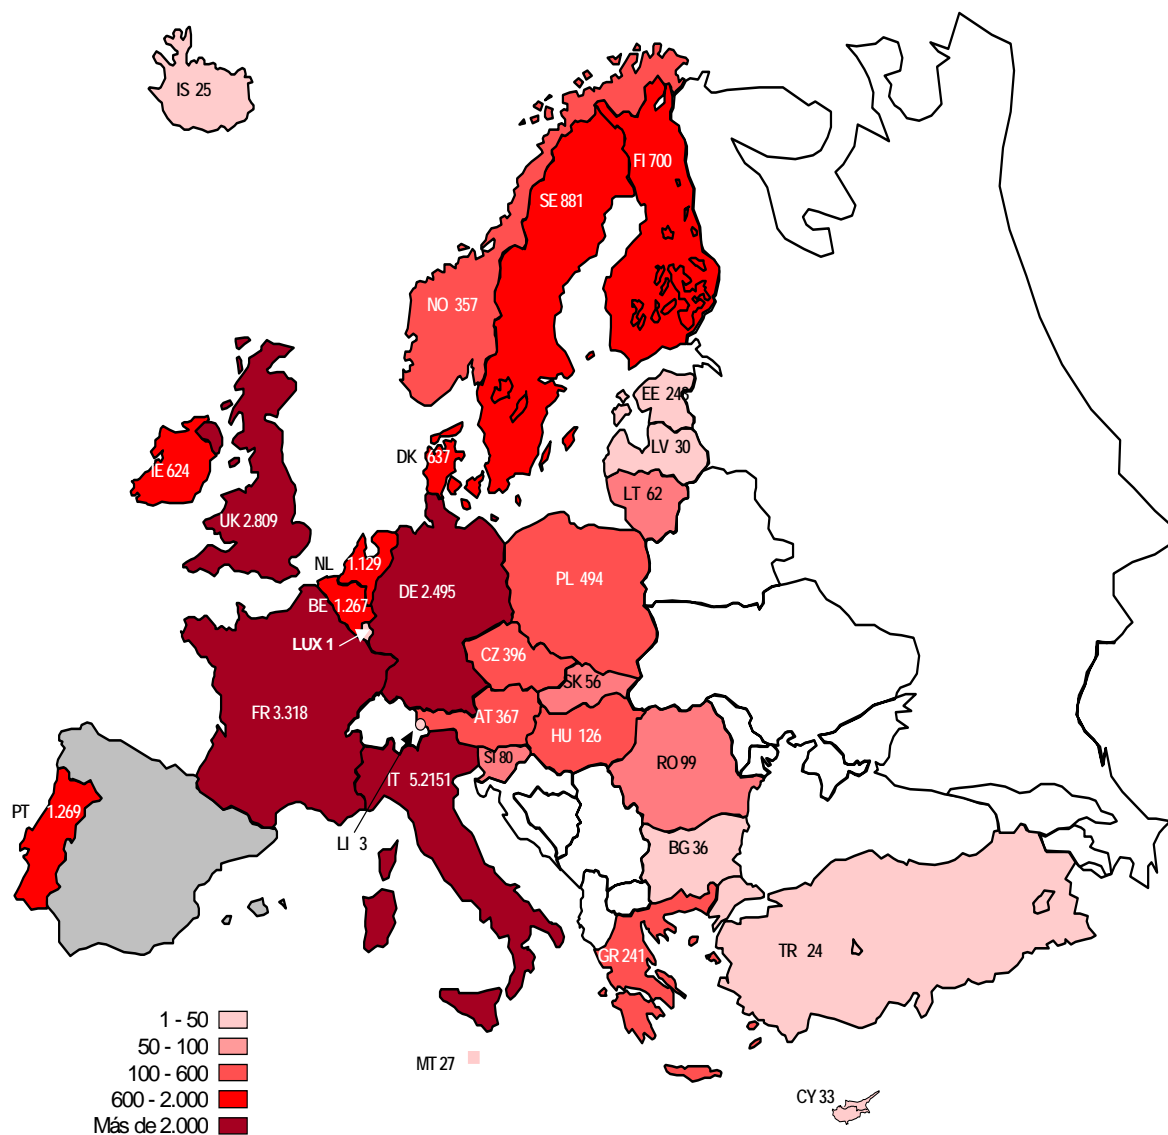 IS 25
FI 700
SE 881
NO 357
EE 248
LV 30
LT 62
DK 637
IE 624
UK 2.809
NL 1.129
BE 1.267
DE 2.495
PL 494
LUX 1
CZ 396
SK 56
FR 3.318
AT 367
HU 126
SI 80
RO 99
IT 5.2151
PT 1.269
LI 3
BG 36
GR 241
TR 24
MT 27
CY 33
1 - 50
50 - 100
100 - 600
600 - 2.000
Más de 2.000